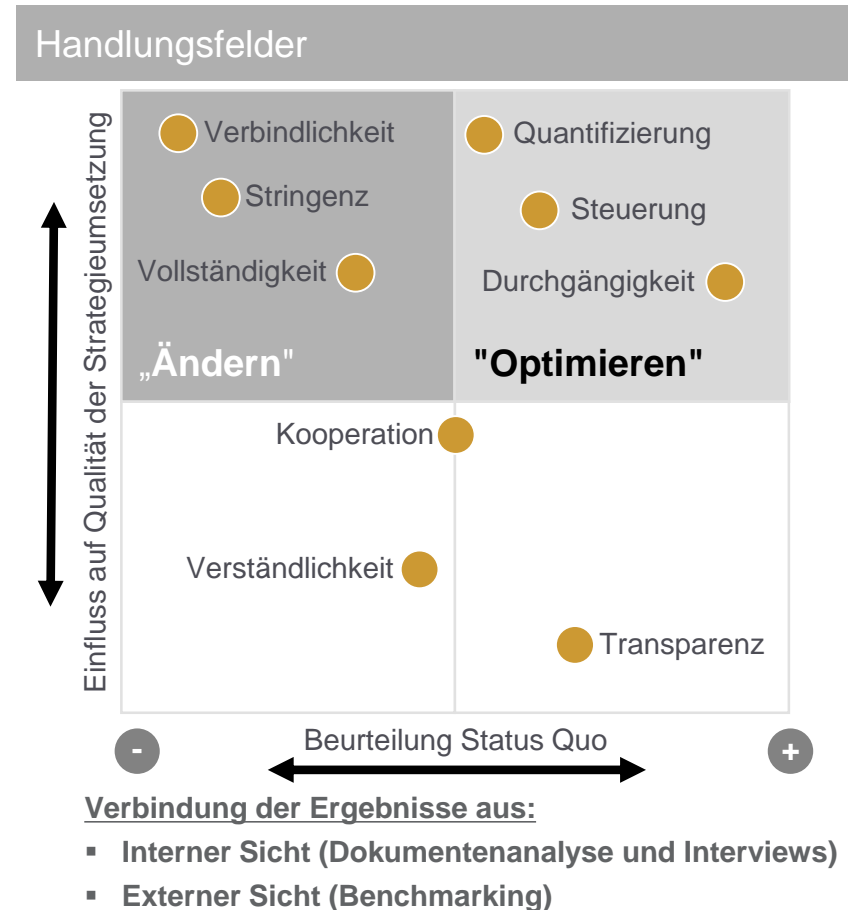 Handlungsfelder
Einfluss auf Qualität der Strategieumsetzung
Verbindlichkeit
Quantifizierung
Stringenz
Steuerung
Vollständigkeit
Durchgängigkeit
„Ändern"
"Optimieren"
Kooperation
Verständlichkeit
Transparenz
-
Beurteilung Status Quo
+
Verbindung der Ergebnisse aus:
▪ Interner Sicht (Dokumentenanalyse und Interviews)
▪ Externer Sicht (Benchmarking)